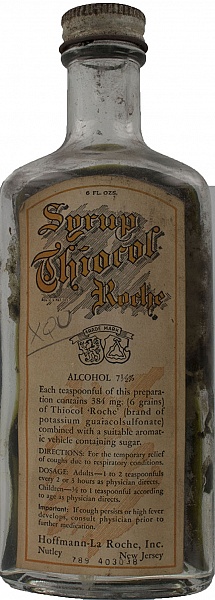 6 FL. OZS.
Syrup
Thiocol
Roche
XQU
TRADE MARK
ALCOHOL 7½%
Each teaspoonful of this prepara-
tion contains 384 mg. (6 grains)
of Thiocol 'Roche' (brand of
potassium guaiacolsulfonate)
combined with a suitable aromat-
ic vehicle containing sugar.
DIRECTIONS: For the temporary relief
of coughs due to respiratory conditions.
DOSAGE: Adults—1 to 2 teaspoonfuls
every 2 or 3 hours as physician directs.
Children—½ to 1 teaspoonful according
to age as physician directs.
Important: If cough persists or high fever
develops, consult physician prior to
further medication.
Hoffmann-La Roche, Inc.
Nutley New Jersey
789 403038